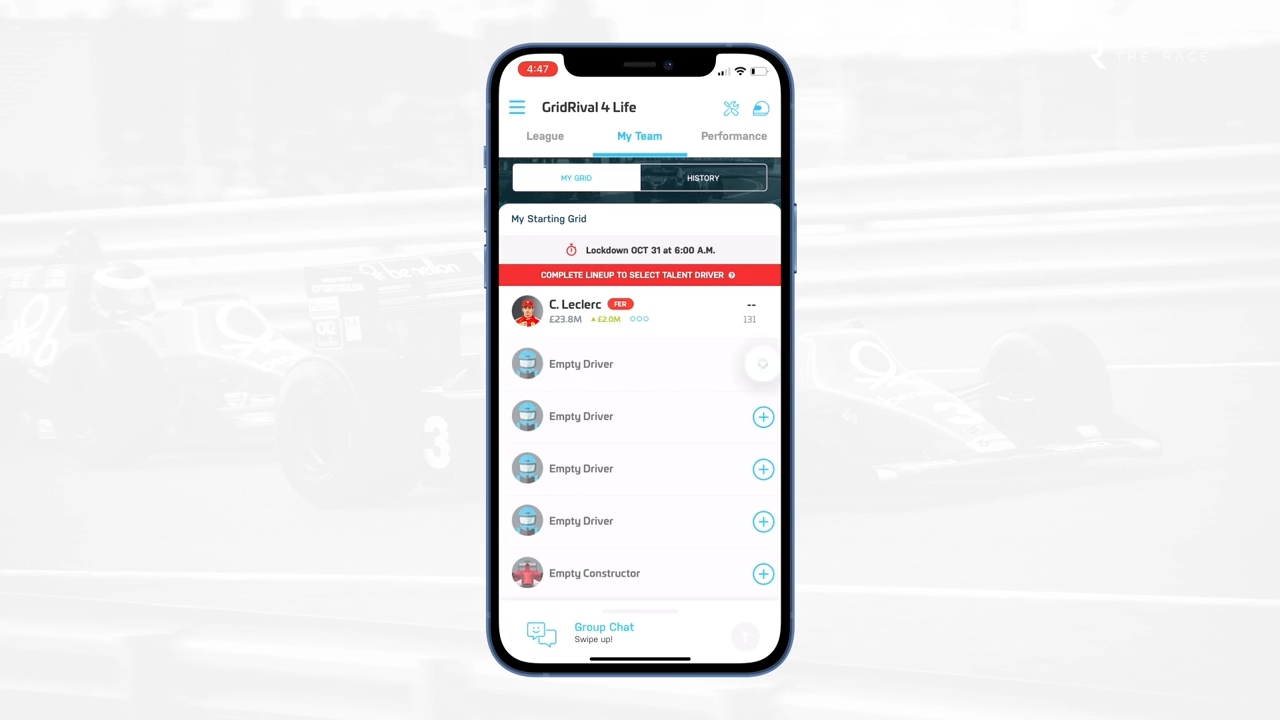 THE RACE
4:47
GridRival 4 Life
League My Team Performance
MY GRID HISTORY
My Starting Grid
Lockdown OCT 31 at 6:00 A.M.
COMPLETE LINEUP TO SELECT TALENT DRIVER ?
C. Leclerc FER --
£23.8M ▲£2.0M 131
Empty Driver
Empty Driver
Empty Driver
Empty Driver
Empty Constructor
Group Chat
Swipe up!
benetton
3